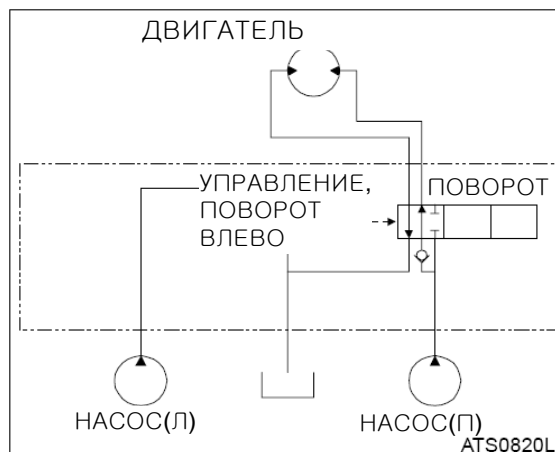 ДВИГАТЕЛЬ
УПРАВЛЕНИЕ,
ПОВОРОТ
ВЛЕВО
ПОВОРОТ
НАСОС(Л)
НАСОС(П)
ATS0820L